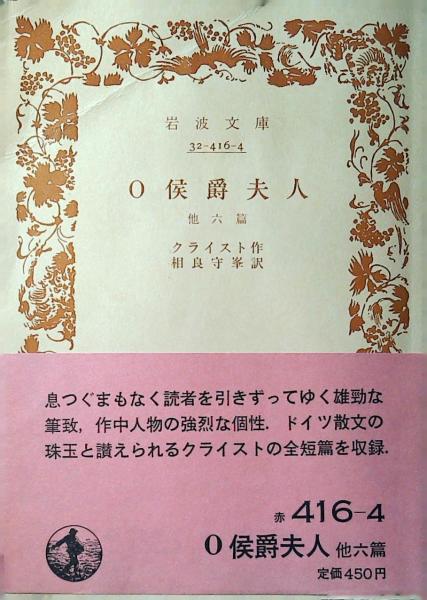 岩波文庫
32-416-4
O侯爵夫人
他六篇
クライスト作
相良守峯訳
息つぐまもなく読者を引きずってゆく雄勁な
筆致，作中人物の強烈な個性．ドイツ散文の
珠玉と讃えられるクライストの全短篇を収録．
赤 416-4
O侯爵夫人 他六篇
定価450円